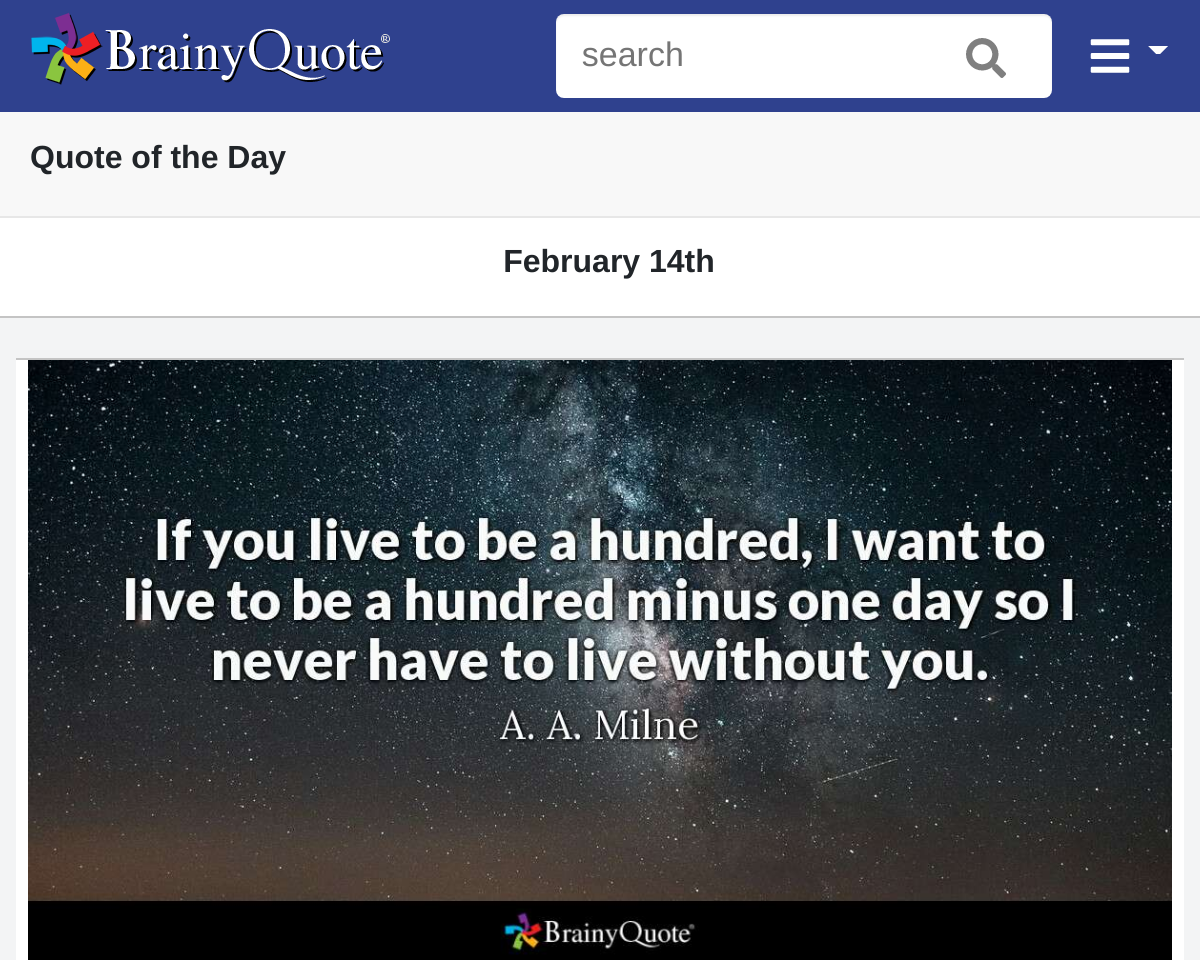 BrainyQuote®
search
Quote of the Day
February 14th
If you live to be a hundred, I want to
live to be a hundred minus one day so I
never have to live without you.
A. A. Milne
BrainyQuote®